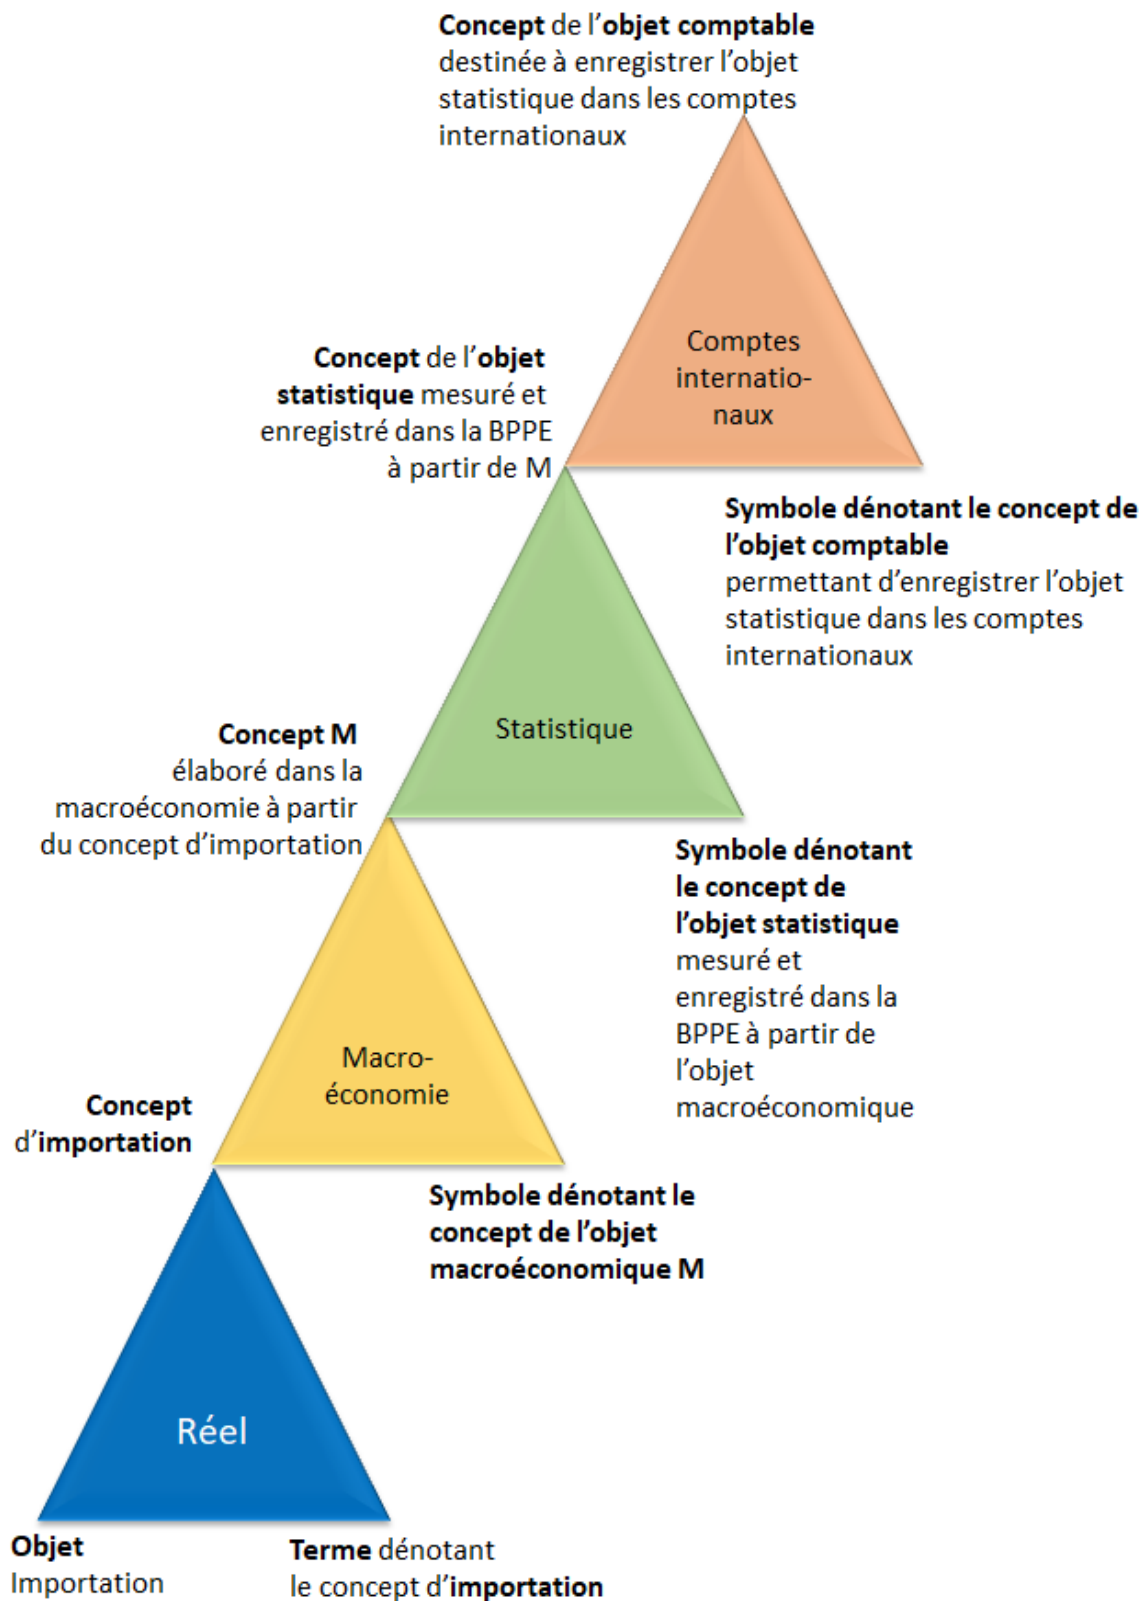 Concept de l’objet comptable
destinée à enregistrer l’objet
statistique dans les comptes
internationaux
Comptes
internatio-
naux
Concept de l’objet
statistique mesuré et
enregistré dans la BPPE
à partir de M
Symbole dénotant le concept de
l’objet comptable
permettant d’enregistrer l’objet
statistique dans les comptes
internationaux
Statistique
Concept M
élaboré dans la
macroéconomie à partir
du concept d’importation
Symbole dénotant
le concept de
l’objet statistique
mesuré et
enregistré dans la
BPPE à partir de
l’objet
macroéconomique
Macro-
économie
Concept
d’importation
Symbole dénotant le
concept de l’objet
macroéconomique M
Réel
Objet
Importation
Terme dénotant
le concept d’importation